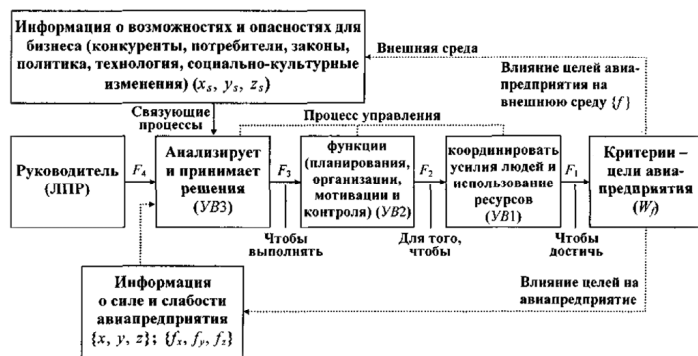 Информация о возможностях и опасностях для
бизнеса (конкуренты, потребители, законы,
политика, технология, социально-культурные
изменения) (xₛ, yₛ, zₛ)
Внешняя среда
Влияние целей авиа-
предприятия на
внешнюю среду {f}
Связующие
процессы
Процесс управления
Руководитель
(ЛПР)
F₄
Анализирует
и принимает
решения
(УВ3)
F₃
функции
(планирования,
организации,
мотивации и
контроля) (УВ2)
F₂
координировать
усилия людей и
использование
ресурсов
(УВ1)
F₁
Критерии –
цели авиа-
предприятия
(Wⱼ)
Чтобы
выполнять
Для того,
чтобы
Чтобы
достичь
Информация
о силе и слабости
авиапредприятия
{x, y, z}; {fₓ, f_y, f_z}
Влияние целей на
авиапредприятие